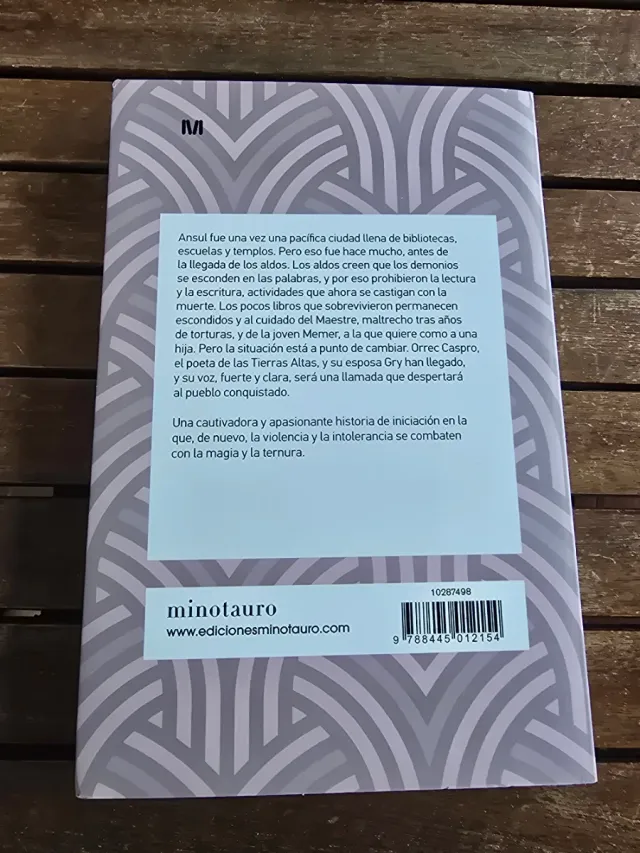 M
Ansul fue una vez una pacífica ciudad llena de bibliotecas,
escuelas y templos. Pero eso fue hace mucho, antes de
la llegada de los aldos. Los aldos creen que los demonios
se esconden en las palabras, y por eso prohibieron la lectura
y la escritura, actividades que ahora se castigan con la
muerte. Los pocos libros que sobrevivieron permanecen
escondidos y al cuidado del Maestre, maltrecho tras años
de torturas, y de la joven Memer, a la que quiere como a una
hija. Pero la situación está a punto de cambiar. Orrec Caspro,
el poeta de las Tierras Altas, y su esposa Gry han llegado,
y su voz, fuerte y clara, será una llamada que despertará
al pueblo conquistado.
Una cautivadora y apasionante historia de iniciación en la
que, de nuevo, la violencia y la intolerancia se combaten
con la magia y la ternura.
minotauro
www.edicionesminotauro.com
10287498
9 788445 012154